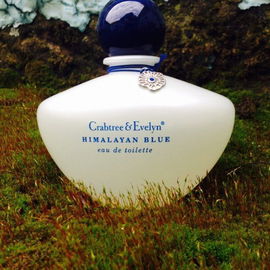 Crabtree & Evelyn®
HIMALAYAN BLUE
eau de toilette